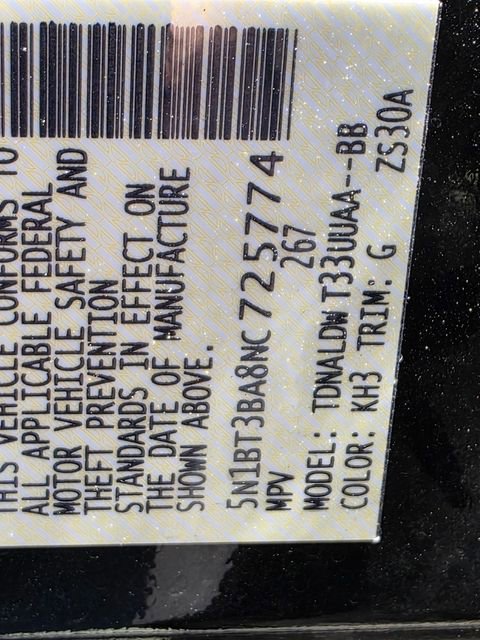 THIS VEHICLE CONFORMS TO
ALL APPLICABLE FEDERAL
MOTOR VEHICLE SAFETY AND
THEFT PREVENTION
STANDARDS IN EFFECT ON
THE DATE OF MANUFACTURE
SHOWN ABOVE.
5N1BT3BA8NC725774
MPV 267
MODEL: TDNALDW T33UUAA--BB
COLOR: KH3 TRIM: G ZS30A